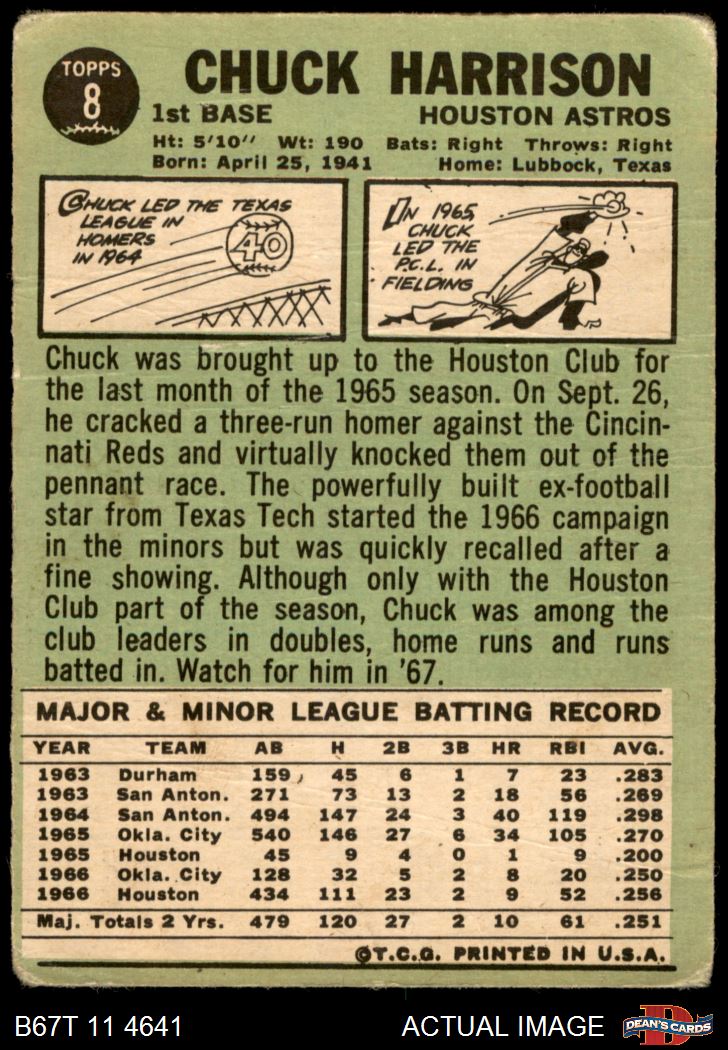 TOPPS
8
CHUCK HARRISON
1st BASE HOUSTON ASTROS
Ht: 5'10" Wt: 190 Bats: Right Throws: Right
Born: April 25, 1941 Home: Lubbock, Texas
CHUCK LED THE TEXAS
LEAGUE IN
HOMERS
IN 1964
40
IN 1965,
CHUCK
LED THE
P.C.L. IN
FIELDING
Chuck was brought up to the Houston Club for
the last month of the 1965 season. On Sept. 26,
he cracked a three-run homer against the Cincin-
nati Reds and virtually knocked them out of the
pennant race. The powerfully built ex-football
star from Texas Tech started the 1966 campaign
in the minors but was quickly recalled after a
fine showing. Although only with the Houston
Club part of the season, Chuck was among the
club leaders in doubles, home runs and runs
batted in. Watch for him in '67.
MAJOR & MINOR LEAGUE BATTING RECORD
YEAR TEAM AB H 2B 3B HR RBI AVG.
1963 Durham 159 45 6 1 7 23 .283
1963 San Anton. 271 73 13 2 18 56 .269
1964 San Anton. 494 147 24 3 40 119 .298
1965 Okla. City 540 146 27 6 34 105 .270
1965 Houston 45 9 4 0 1 9 .200
1966 Okla. City 128 32 5 2 8 20 .250
1966 Houston 434 111 23 2 9 52 .256
Maj. Totals 2 Yrs. 479 120 27 2 10 61 .251
©T.C.G. PRINTED IN U.S.A.
B67T 11 4641 ACTUAL IMAGE
D
DEAN'S CARDS